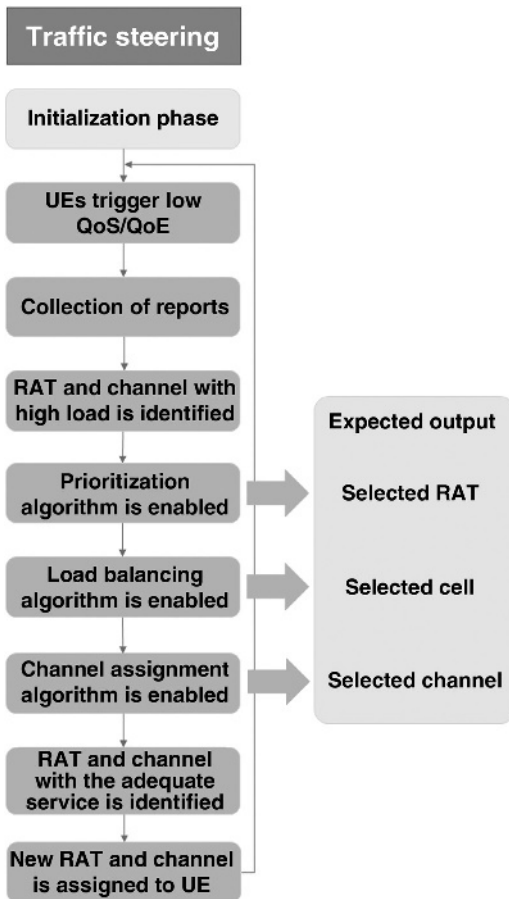 Traffic steering
Initialization phase
UEs trigger low
QoS/QoE
Collection of reports
RAT and channel with
high load is identified
Prioritization
algorithm is enabled
Load balancing
algorithm is enabled
Channel assignment
algorithm is enabled
RAT and channel
with the adequate
service is identified
New RAT and channel
is assigned to UE
Expected output
Selected RAT
Selected cell
Selected channel